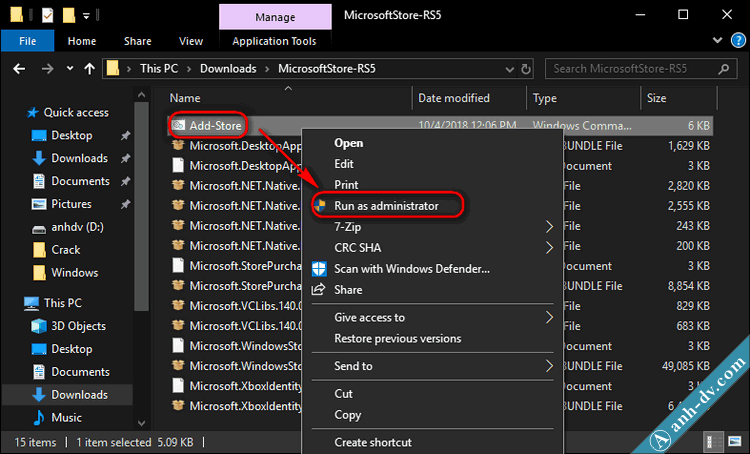 Manage
MicrosoftStore-RS5
File
Home
Share
View
Application Tools
This PC
Downloads
MicrosoftStore-RS5
Search MicrosoftStore-RS5
Name
Date modified
Type
Size
Quick access
Desktop
Downloads
Documents
Pictures
anhdv (D:)
Crack
Windows
This PC
3D Objects
Desktop
Documents
Downloads
Music
Add-Store 10/4/2018 12:06 PM Windows Comma... 6 KB
Microsoft.DesktopApp BUNDLE File 1,629 KB
Microsoft.DesktopAp ocument 3 KB
Microsoft.NET.Native. File 2,820 KB
Microsoft.NET.Native. File 2,555 KB
Microsoft.NET.Native. File 243 KB
Microsoft.NET.Native. File 200 KB
Microsoft.StorePurcha ocument 3 KB
Microsoft.StorePurcha BUNDLE File 8,854 KB
Microsoft.VCLibs.140.0 File 829 KB
Microsoft.VCLibs.140.0 File 683 KB
Microsoft.WindowsSto ocument 3 KB
Microsoft.WindowsSto BUNDLE File 49,085 KB
Microsoft.XboxIdentity ocument
Microsoft.XboxIdentity BUNDLE File
Open
Edit
Print
Run as administrator
7-Zip
CRC SHA
Scan with Windows Defender...
Share
Give access to
Restore previous versions
Send to
Cut
Copy
Create shortcut
15 items
1 item selected 5.09 KB
A anh-dv.com